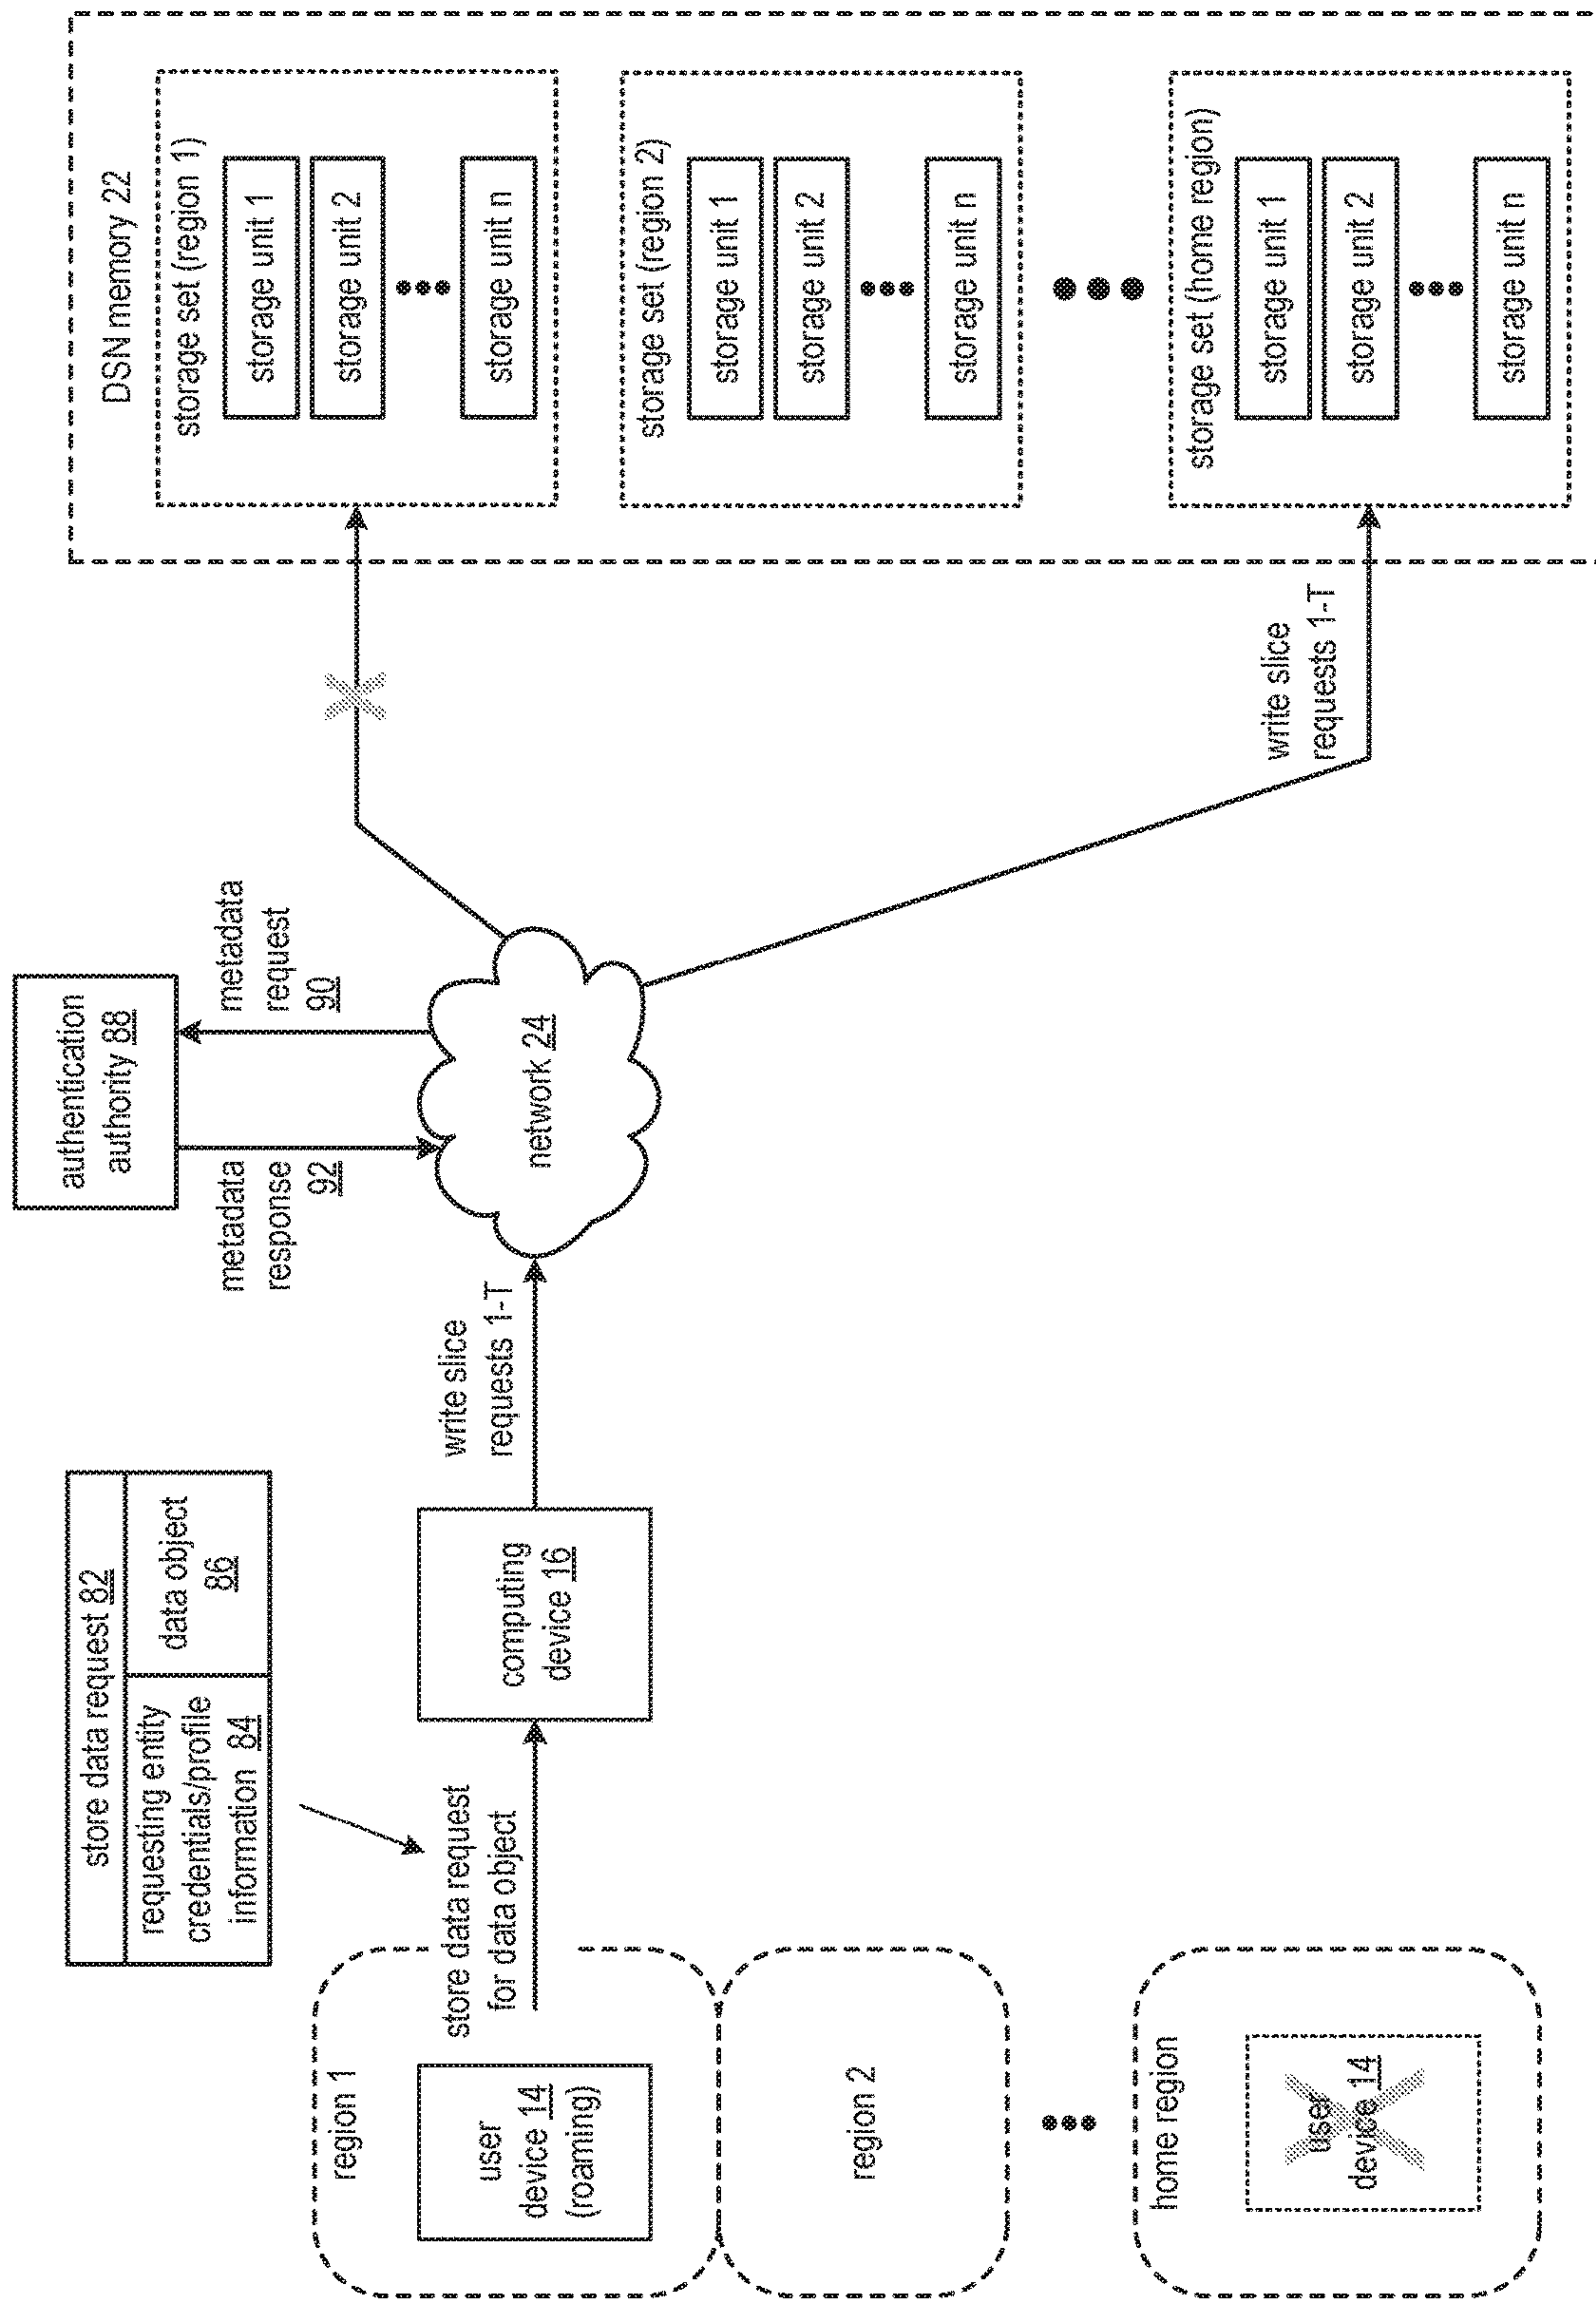 store data request 82
requesting entity
credentials/profile
information 84
data object
86
region 1
user
device 14
(roaming)
region 2
home region
user
device 14
store data request
for data object
computing
device 16
write slice
requests 1-T
authentication
authority 88
metadata
response
92
metadata
request
90
network 24
write slice
requests 1-T
DSN memory 22
storage set (region 1)
storage unit 1
storage unit 2
storage unit n
storage set (region 2)
storage unit 1
storage unit 2
storage unit n
storage set (home region)
storage unit 1
storage unit 2
storage unit n